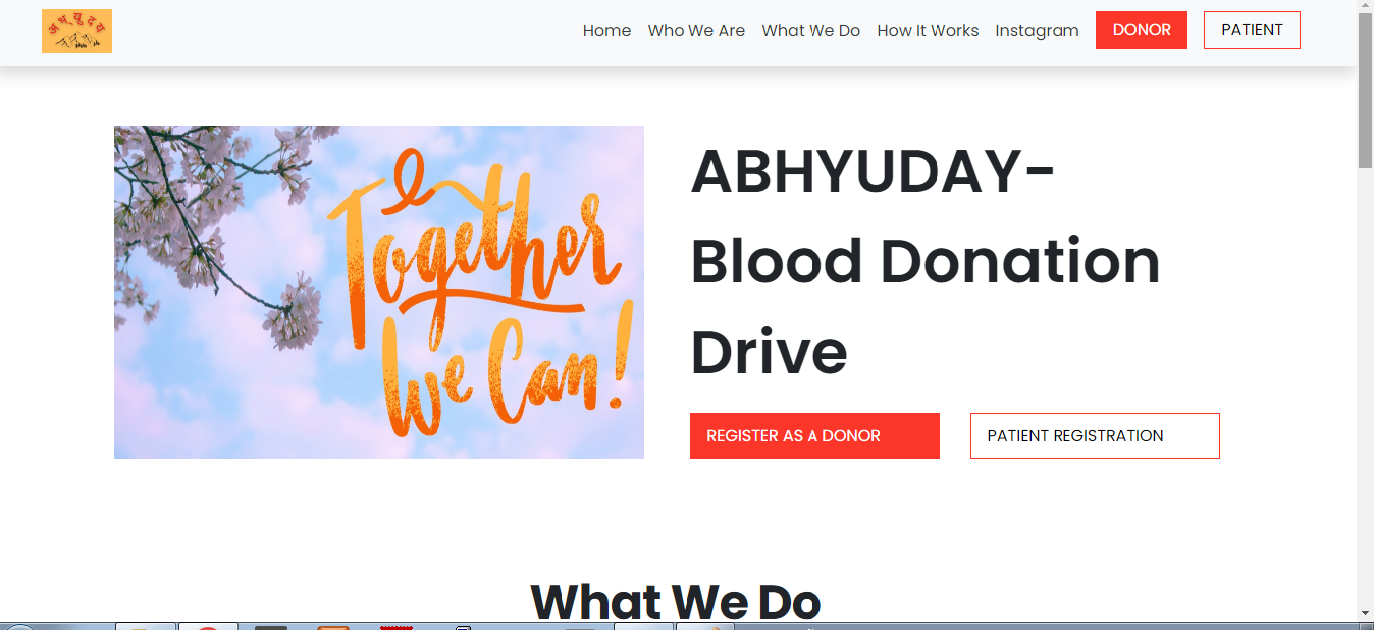 अभ्युदय
Home
Who We Are
What We Do
How It Works
Instagram
DONOR
PATIENT
Together
We Can!
ABHYUDAY-
Blood Donation
Drive
REGISTER AS A DONOR
PATIENT REGISTRATION
What We Do